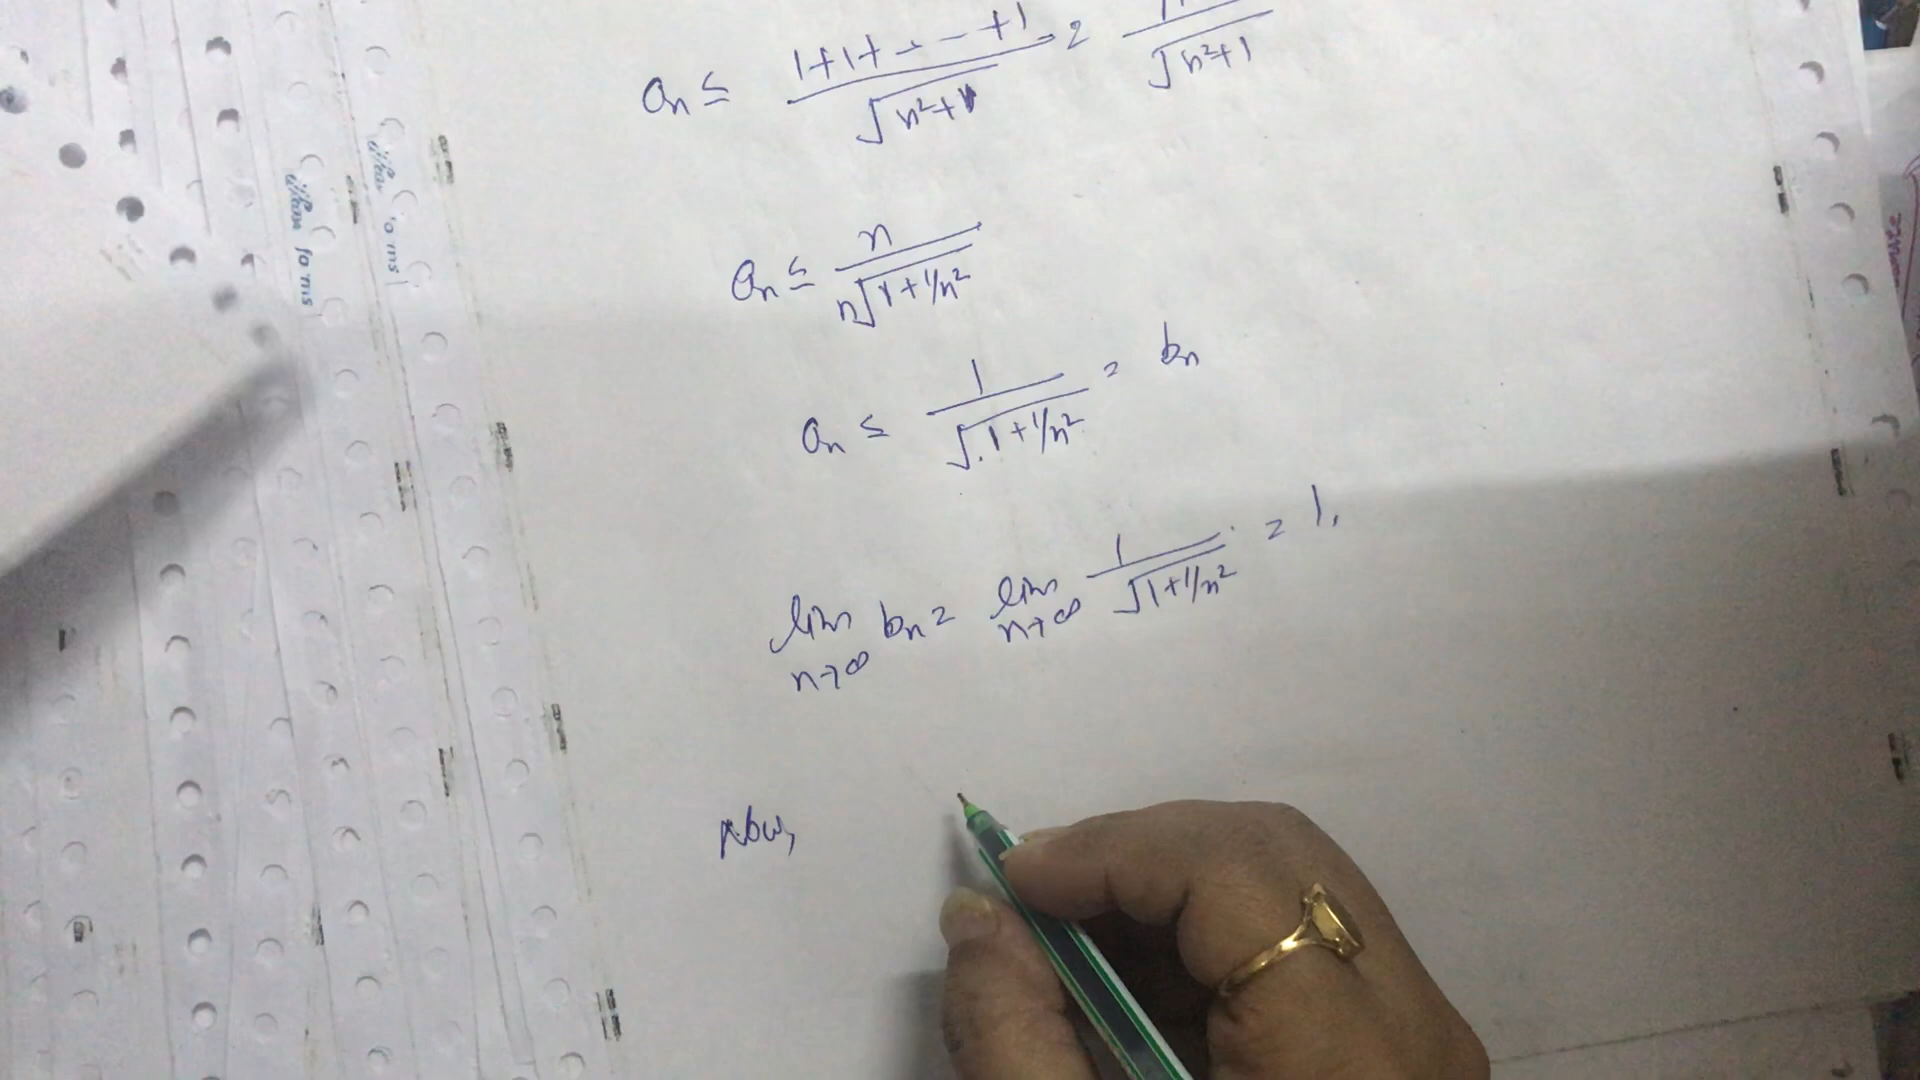 aₙ ≤ (1+1+ - - - +1)/√(n²+1) = n/√(n²+1)
aₙ ≤ n/(n√(1+1/n²))
aₙ ≤ 1/√(1+1/n²) = bₙ
lim n→∞ bₙ = lim n→∞ 1/√(1+1/n²) = 1.
Now,